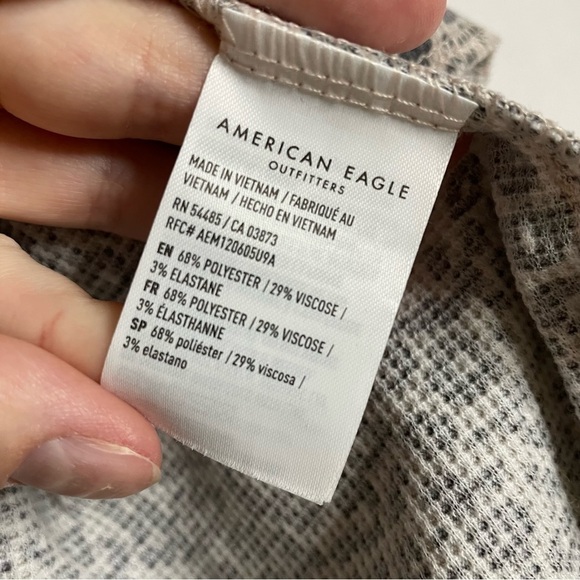 AMERICAN EAGLE
OUTFITTERS
MADE IN VIETNAM / FABRIQUÉ AU
VIETNAM / HECHO EN VIETNAM
RN 54485 / CA 03873
RFC# AEM120605U9A
EN 68% POLYESTER / 29% VISCOSE /
3% ELASTANE
FR 68% POLYESTER / 29% VISCOSE /
3% ÉLASTHANNE
SP 68% poliéster / 29% viscosa /
3% elastano